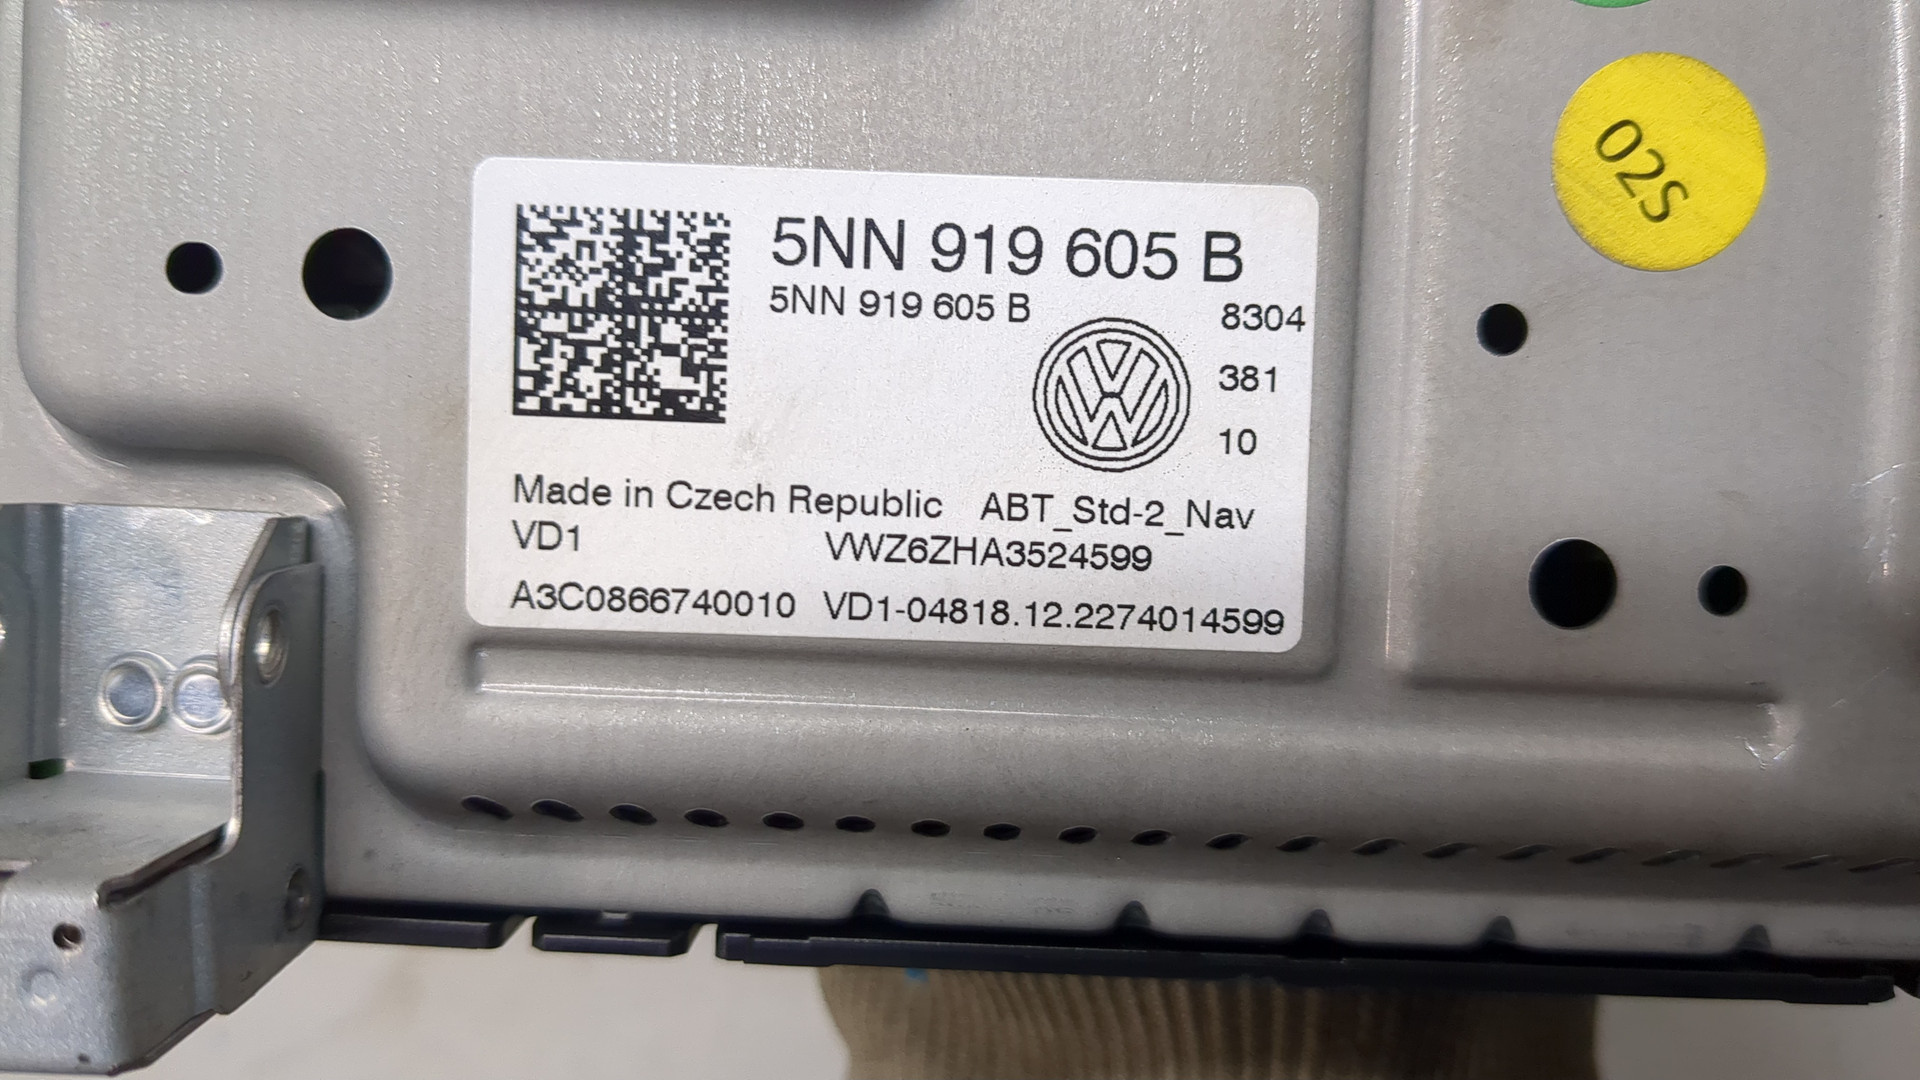 02S
5NN 919 605 B
5NN 919 605 B
8304
381
10
Made in Czech Republic ABT_Std-2_Nav
VD1 VWZ6ZHA3524599
A3C0866740010 VD1-04818.12.2274014599